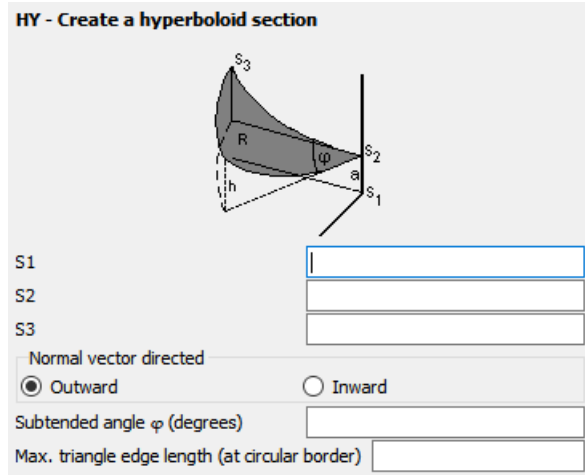 HY - Create a hyperboloid section
S3
R
φ
S2
a
h
S1
S1
S2
S3
Normal vector directed
Outward
Inward
Subtended angle φ (degrees)
Max. triangle edge length (at circular border)